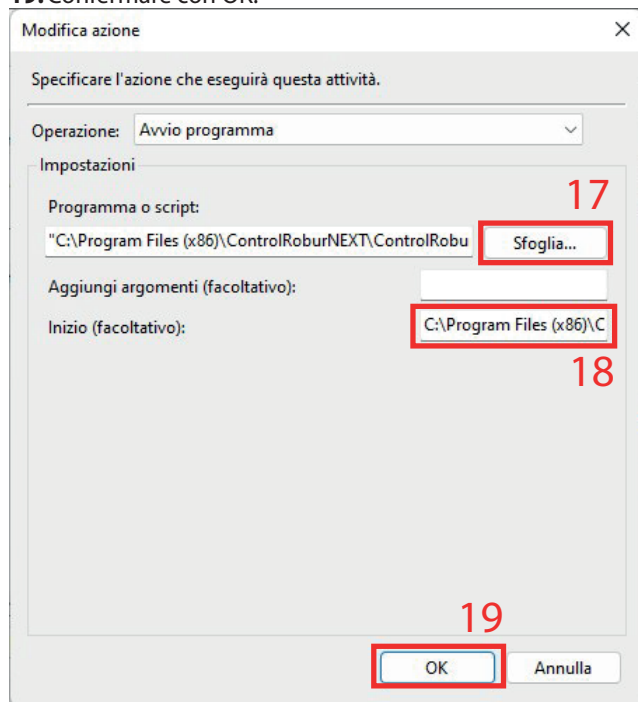 19. Confermare con OK.
Modifica azione
Specificare l'azione che eseguirà questa attività.
Operazione: Avvio programma
Impostazioni
17
Programma o script:
"C:\Program Files (x86)\ControlRoburNEXT\ControlRobu Sfoglia...
Aggiungi argomenti (facoltativo):
Inizio (facoltativo): C:\Program Files (x86)\C
18
19
OK Annulla